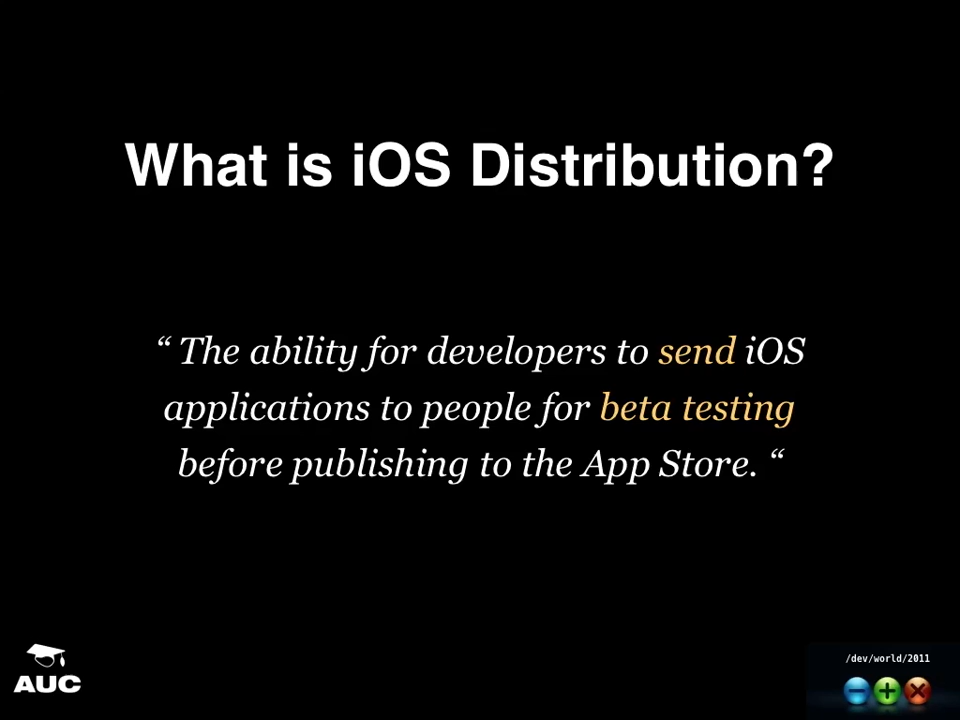 What is iOS Distribution?
“ The ability for developers to send iOS
applications to people for beta testing
before publishing to the App Store. “
AUC
/dev/world/2011